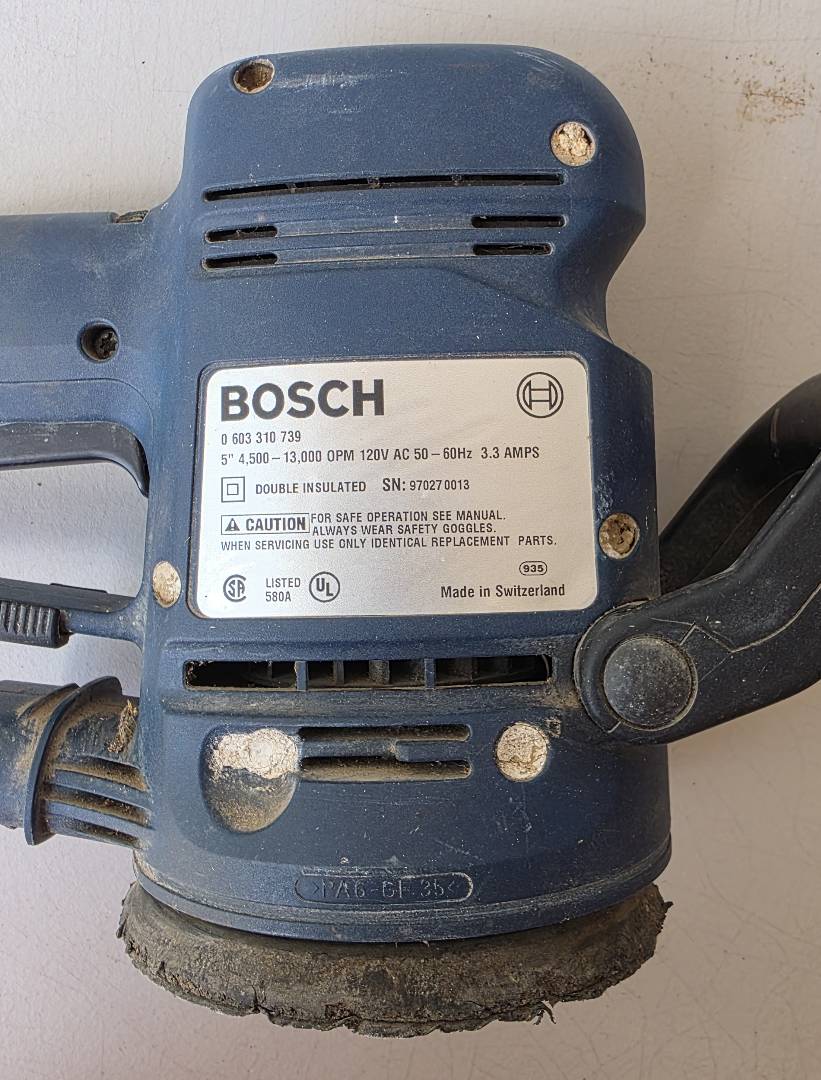 BOSCH
0 603 310 739
5" 4,500 – 13,000 OPM 120V AC 50 – 60Hz 3.3 AMPS
DOUBLE INSULATED SN: 970270013
CAUTION FOR SAFE OPERATION SEE MANUAL.
ALWAYS WEAR SAFETY GOGGLES.
WHEN SERVICING USE ONLY IDENTICAL REPLACEMENT PARTS.
935
SA LISTED UL
580A
Made in Switzerland
>PA6-GF35<